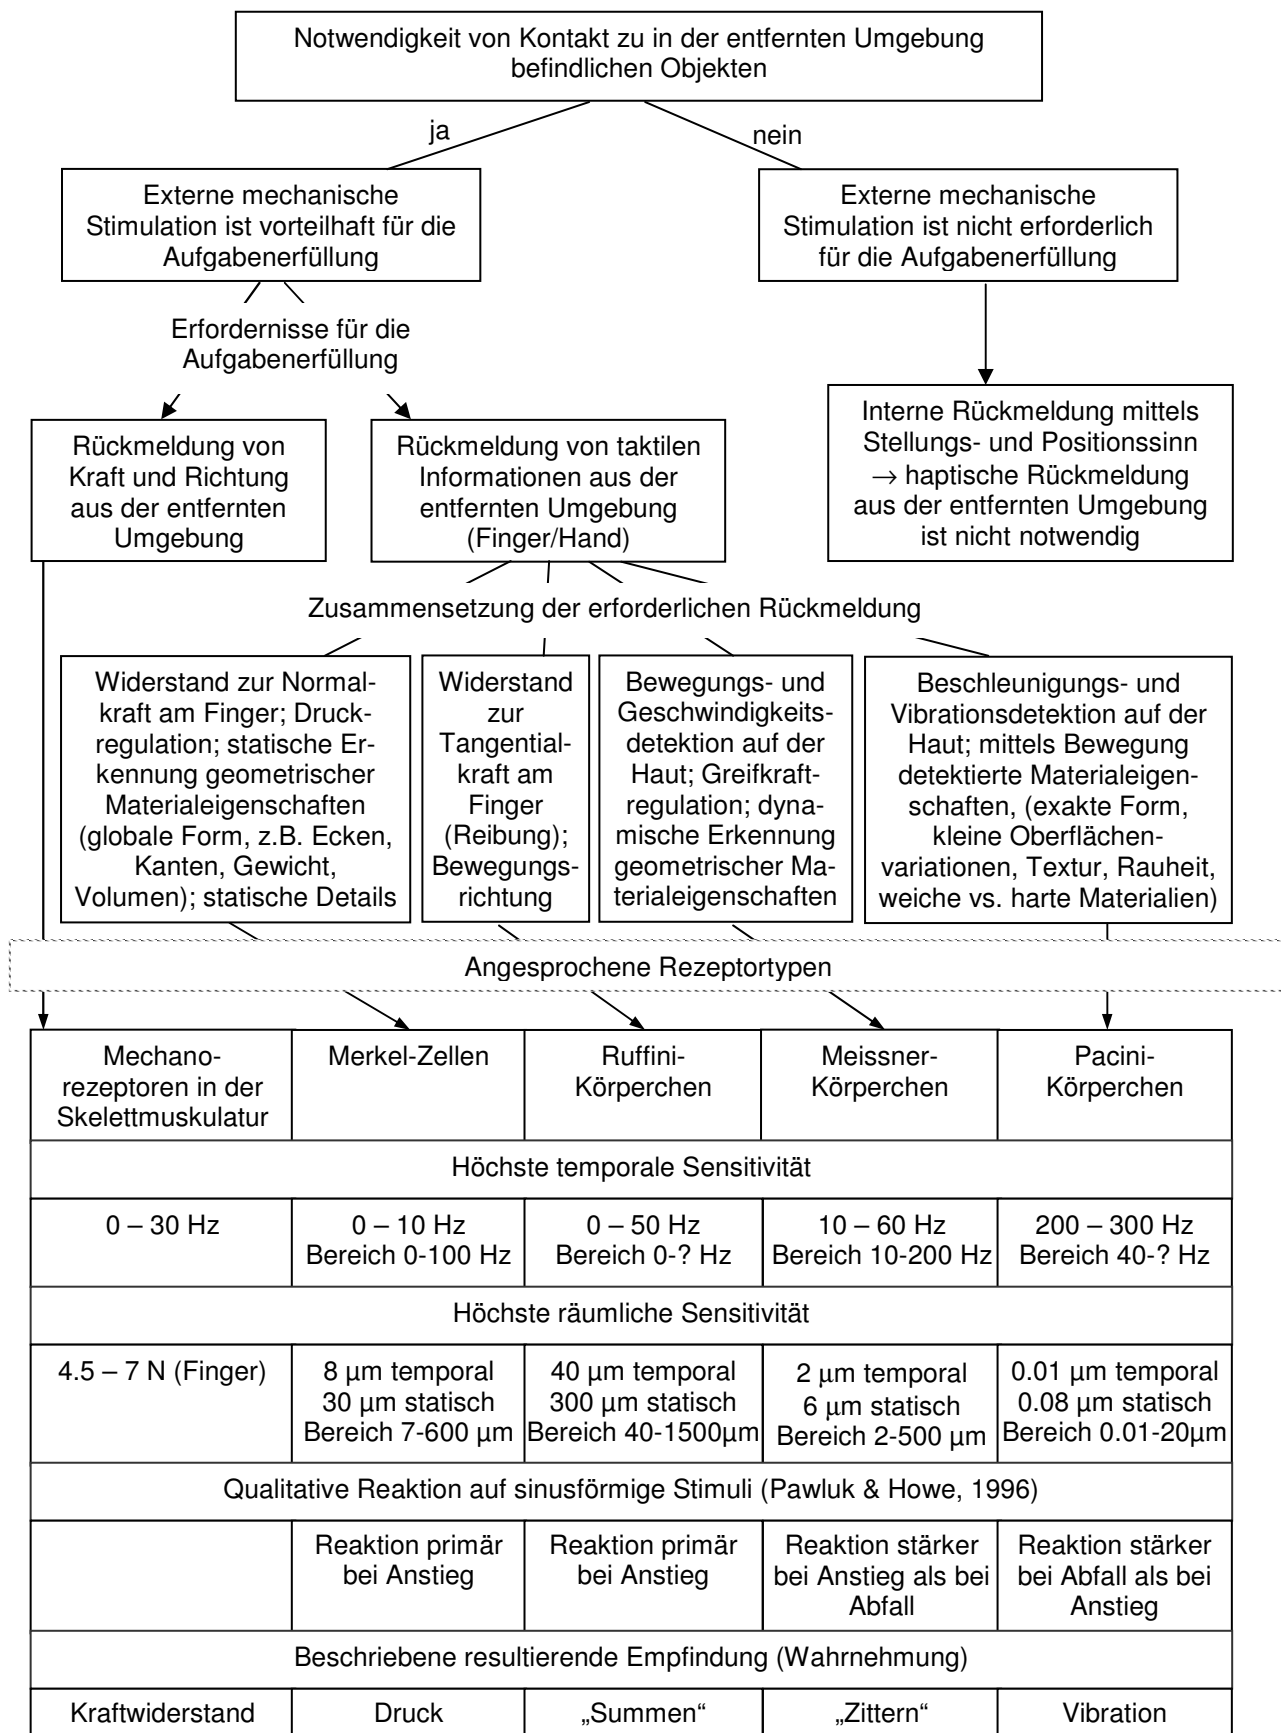 Notwendigkeit von Kontakt zu in der entfernten Umgebung
befindlichen Objekten
ja
nein
Externe mechanische
Stimulation ist vorteilhaft für die
Aufgabenerfüllung
Externe mechanische
Stimulation ist nicht erforderlich
für die Aufgabenerfüllung
Erfordernisse für die
Aufgabenerfüllung
Rückmeldung von
Kraft und Richtung
aus der entfernten
Umgebung
Rückmeldung von taktilen
Informationen aus der
entfernten Umgebung
(Finger/Hand)
Interne Rückmeldung mittels
Stellungs- und Positionssinn
→ haptische Rückmeldung
aus der entfernten Umgebung
ist nicht notwendig
Zusammensetzung der erforderlichen Rückmeldung
Widerstand zur Normal-
kraft am Finger; Druck-
regulation; statische Er-
kennung geometrischer
Materialeigenschaften
(globale Form, z.B. Ecken,
Kanten, Gewicht,
Volumen); statische Details
Widerstand
zur
Tangential-
kraft am
Finger
(Reibung);
Bewegungs-
richtung
Bewegungs- und
Geschwindigkeits-
detektion auf der
Haut; Greifkraft-
regulation; dyna-
mische Erkennung
geometrischer Ma-
terialeigenschaften
Beschleunigungs- und
Vibrationsdetektion auf der
Haut; mittels Bewegung
detektierte Materialeigen-
schaften, (exakte Form,
kleine Oberflächen-
variationen, Textur, Rauheit,
weiche vs. harte Materialien)
Angesprochene Rezeptortypen
Mechano-
rezeptoren in der
Skelettmuskulatur
Merkel-Zellen
Ruffini-
Körperchen
Meissner-
Körperchen
Pacini-
Körperchen
Höchste temporale Sensitivität
0 – 30 Hz
0 – 10 Hz
Bereich 0-100 Hz
0 – 50 Hz
Bereich 0-? Hz
10 – 60 Hz
Bereich 10-200 Hz
200 – 300 Hz
Bereich 40-? Hz
Höchste räumliche Sensitivität
4.5 – 7 N (Finger)
8 µm temporal
30 µm statisch
Bereich 7-600 µm
40 µm temporal
300 µm statisch
Bereich 40-1500µm
2 µm temporal
6 µm statisch
Bereich 2-500 µm
0.01 µm temporal
0.08 µm statisch
Bereich 0.01-20µm
Qualitative Reaktion auf sinusförmige Stimuli (Pawluk & Howe, 1996)
Reaktion primär
bei Anstieg
Reaktion primär
bei Anstieg
Reaktion stärker
bei Anstieg als bei
Abfall
Reaktion stärker
bei Abfall als bei
Anstieg
Beschriebene resultierende Empfindung (Wahrnehmung)
Kraftwiderstand
Druck
„Summen“
„Zittern“
Vibration